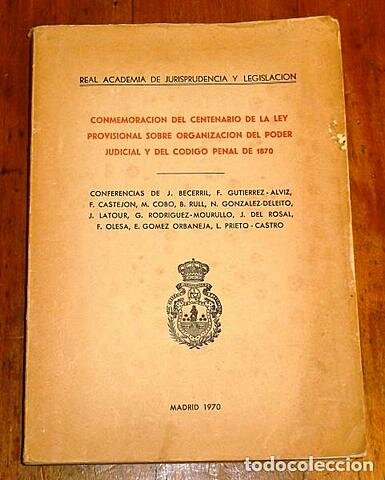 REAL ACADEMIA DE JURISPRUDENCIA Y LEGISLACION
CONMEMORACION DEL CENTENARIO DE LA LEY
PROVISIONAL SOBRE ORGANIZACION DEL PODER
JUDICIAL Y DEL CODIGO PENAL DE 1870
CONFERENCIAS DE J. BECERRIL, F. GUTIERREZ-ALVIZ,
F. CASTEJON, M. COBO, B. RULL, N. GONZALEZ-DELEITO,
J. LATOUR, G. RODRIGUEZ-MOURULLO, J. DEL ROSAL,
F. OLESA, E. GOMEZ ORBANEJA, L. PRIETO-CASTRO
MADRID 1970
todocoleccion.net